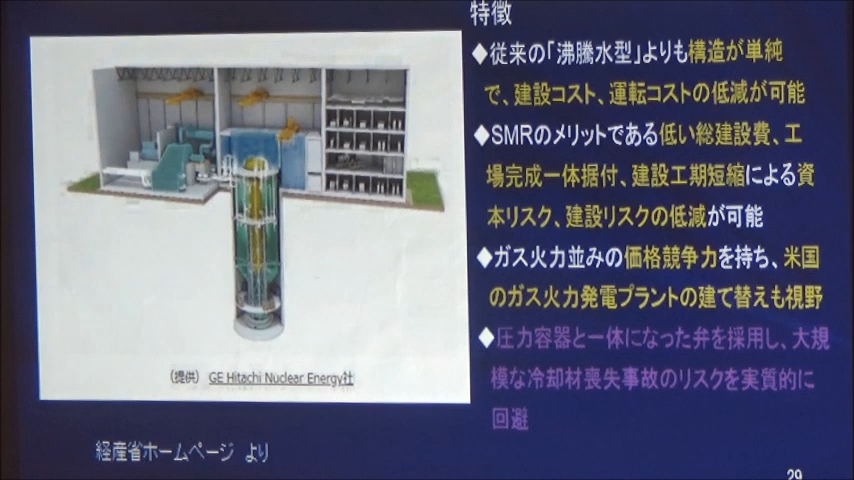 特徴
◆従来の「沸騰水型」よりも構造が単純
で、建設コスト、運転コストの低減が可能
◆SMRのメリットである低い総建設費、工
場完成一体据付、建設工期短縮による資
本リスク、建設リスクの低減が可能
◆ガス火力並みの価格競争力を持ち、米国
のガス火力発電プラントの建て替えも視野
◆圧力容器と一体になった弁を採用し、大規
模な冷却材喪失事故のリスクを実質的に
回避
（提供） GE Hitachi Nuclear Energy社
経産省ホームページ より
29